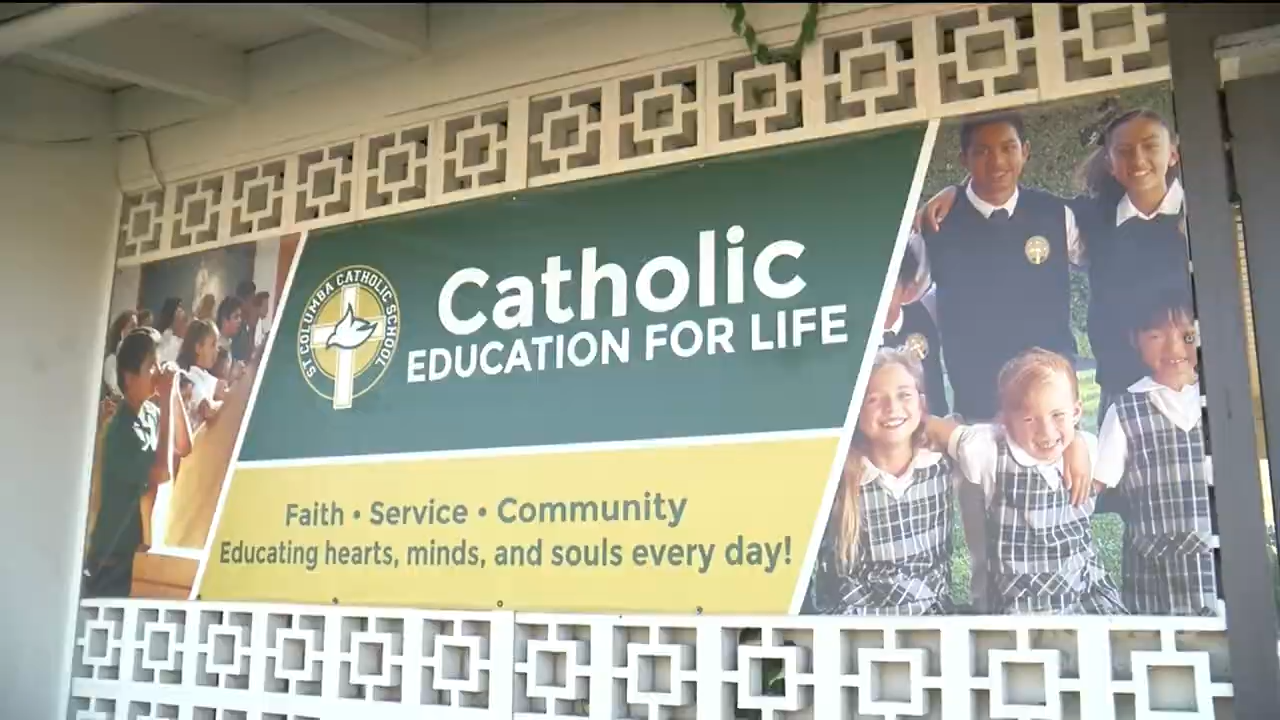 ST COLUMBA CATHOLIC SCHOOL
Catholic
EDUCATION FOR LIFE
Faith • Service • Community
Educating hearts, minds, and souls every day!